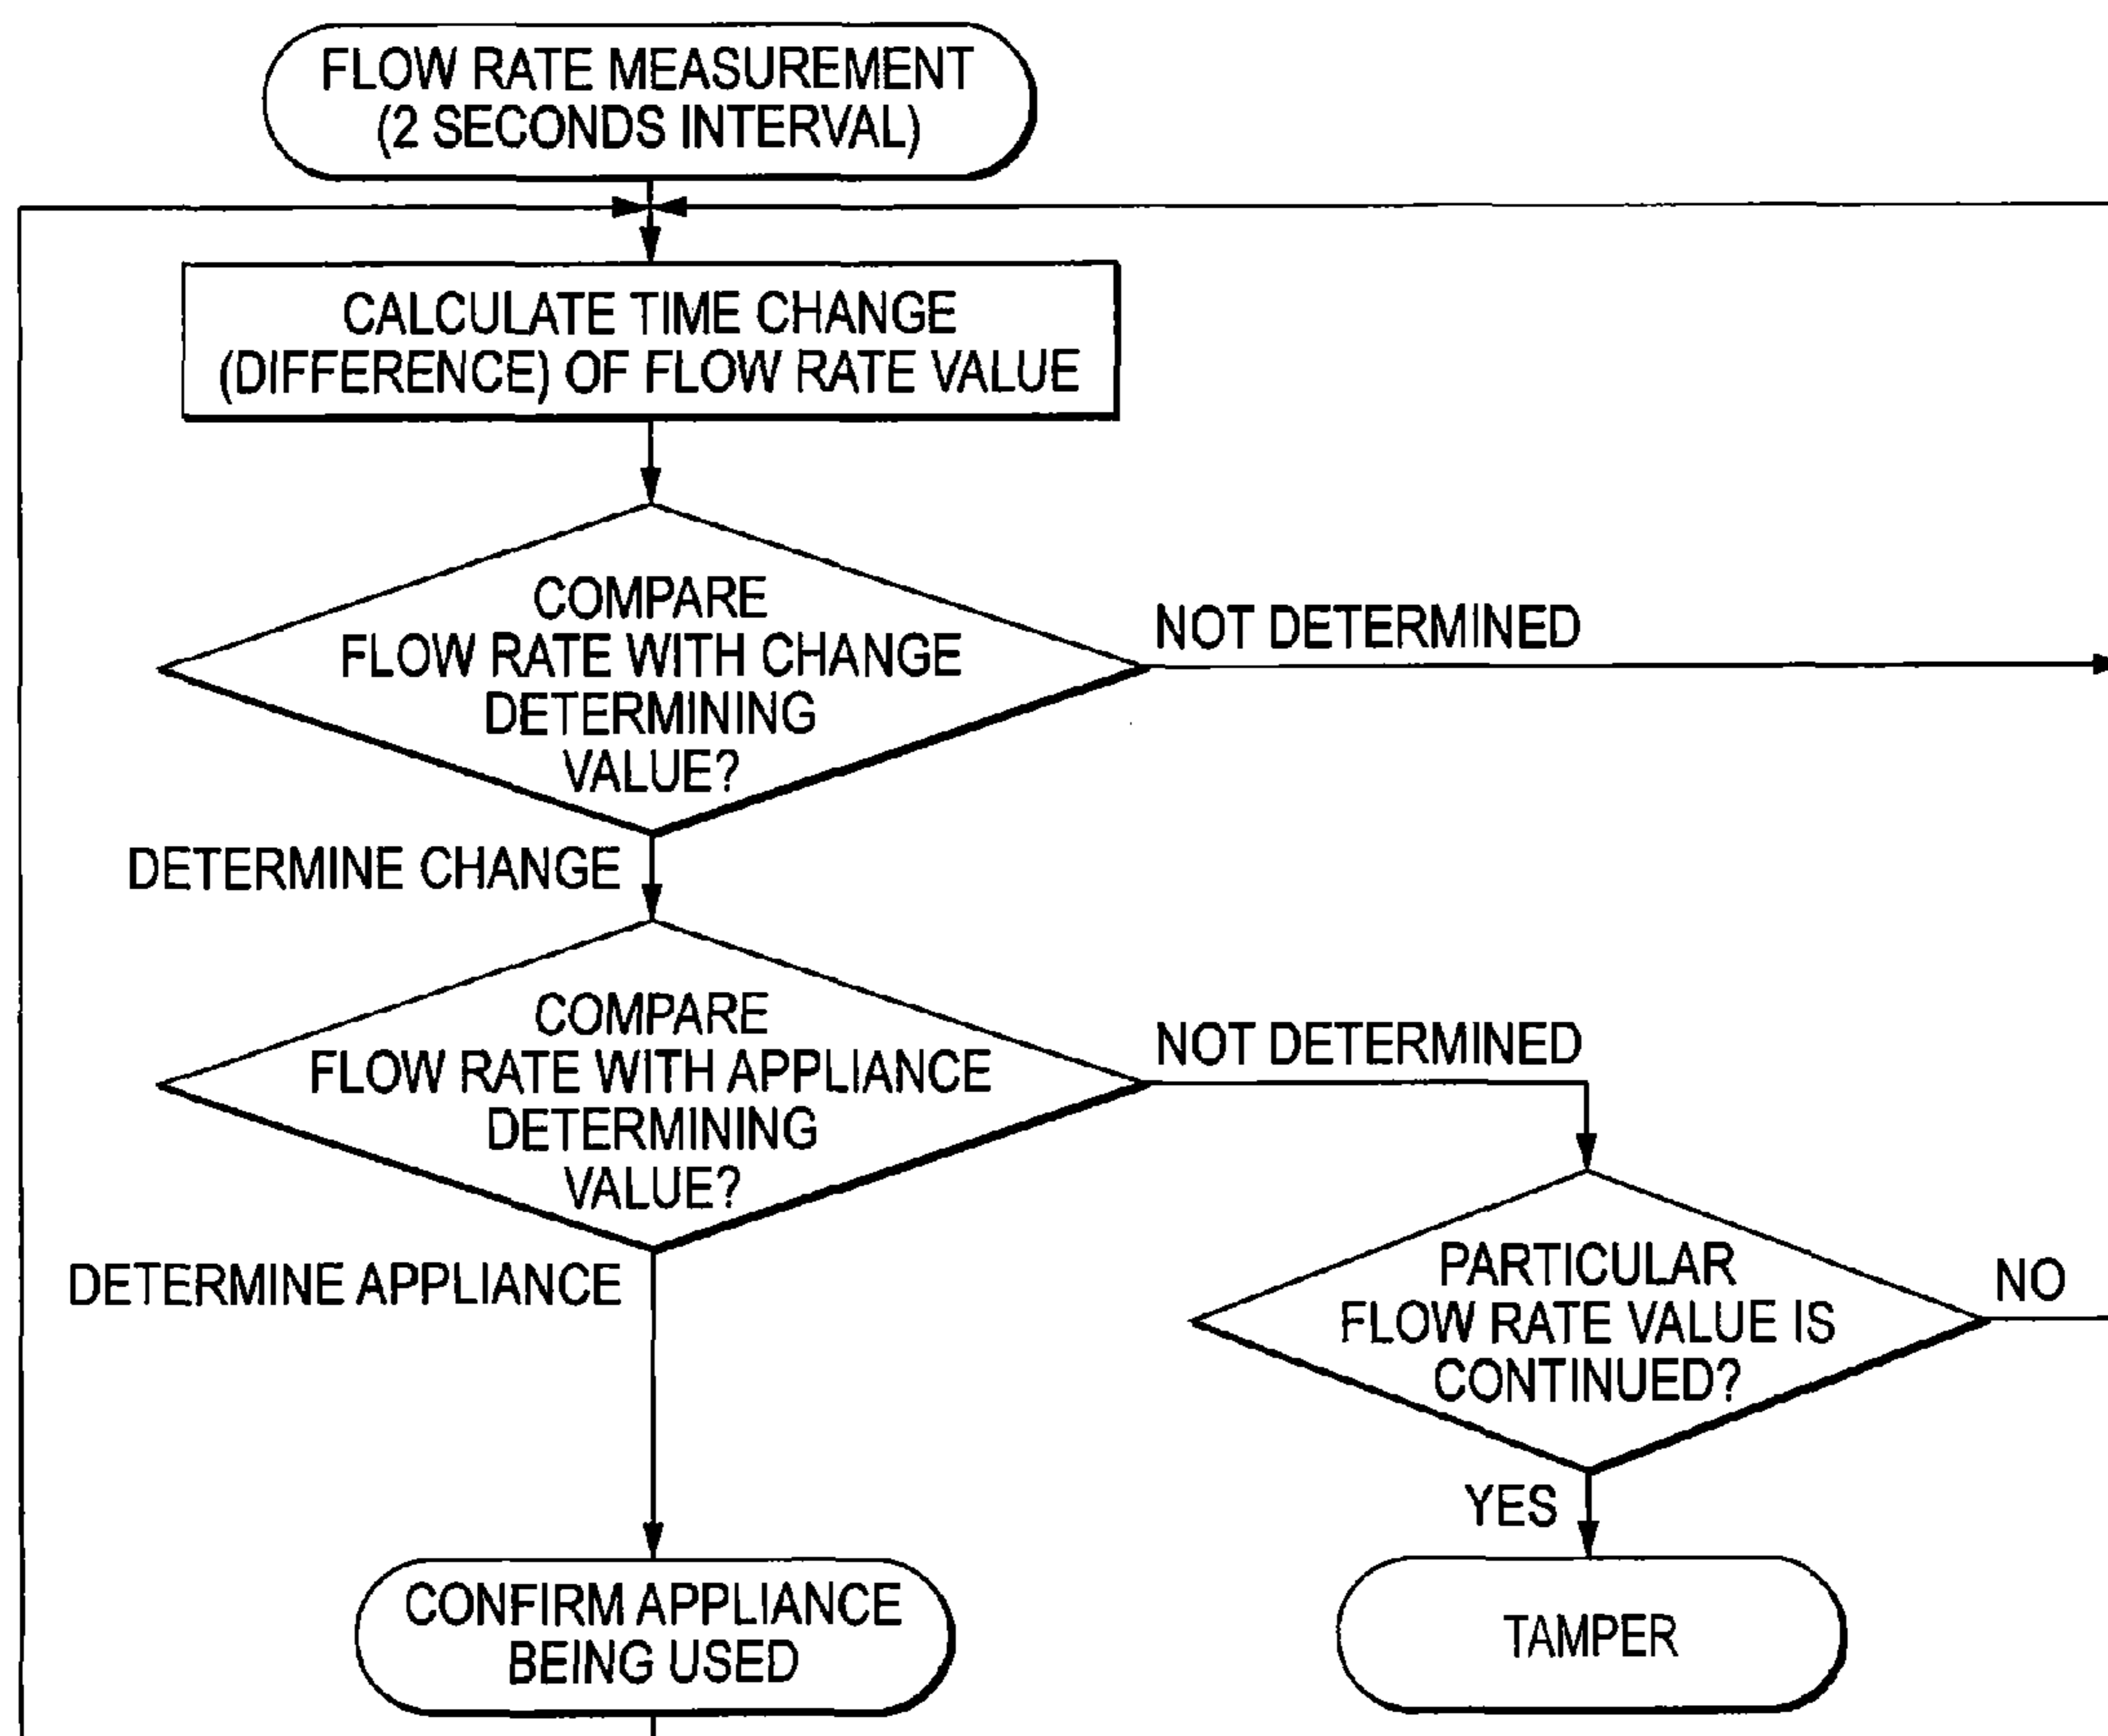 FLOW RATE MEASUREMENT
(2 SECONDS INTERVAL)
CALCULATE TIME CHANGE
(DIFFERENCE) OF FLOW RATE VALUE
COMPARE
FLOW RATE WITH CHANGE
DETERMINING
VALUE?
NOT DETERMINED
DETERMINE CHANGE
COMPARE
FLOW RATE WITH APPLIANCE
DETERMINING
VALUE?
NOT DETERMINED
DETERMINE APPLIANCE
PARTICULAR
FLOW RATE VALUE IS
CONTINUED?
NO
YES
CONFIRM APPLIANCE
BEING USED
TAMPER